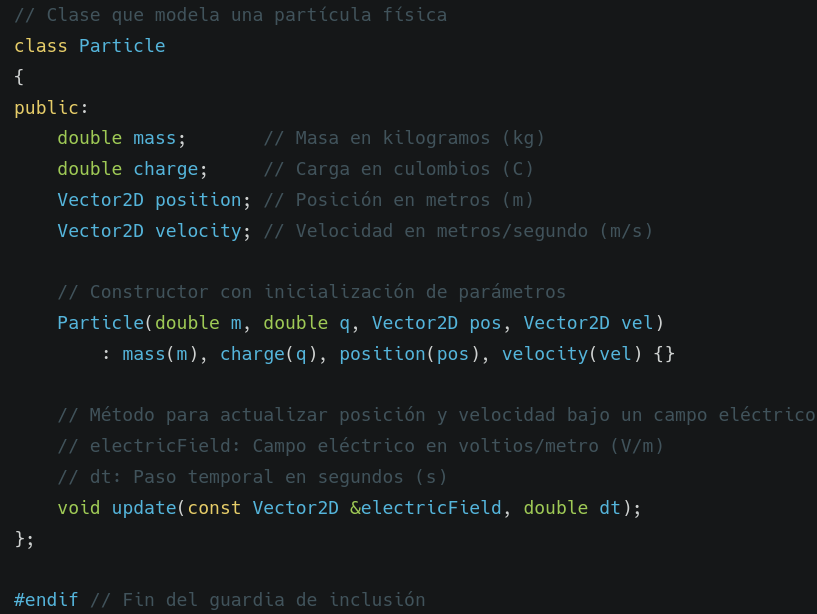 // Clase que modela una partícula física
class Particle
{
public:
    double mass;       // Masa en kilogramos (kg)
    double charge;     // Carga en culombios (C)
    Vector2D position; // Posición en metros (m)
    Vector2D velocity; // Velocidad en metros/segundo (m/s)

    // Constructor con inicialización de parámetros
    Particle(double m, double q, Vector2D pos, Vector2D vel)
        : mass(m), charge(q), position(pos), velocity(vel) {}

    // Método para actualizar posición y velocidad bajo un campo eléctrico
    // electricField: Campo eléctrico en voltios/metro (V/m)
    // dt: Paso temporal en segundos (s)
    void update(const Vector2D &electricField, double dt);
};

#endif // Fin del guardia de inclusión